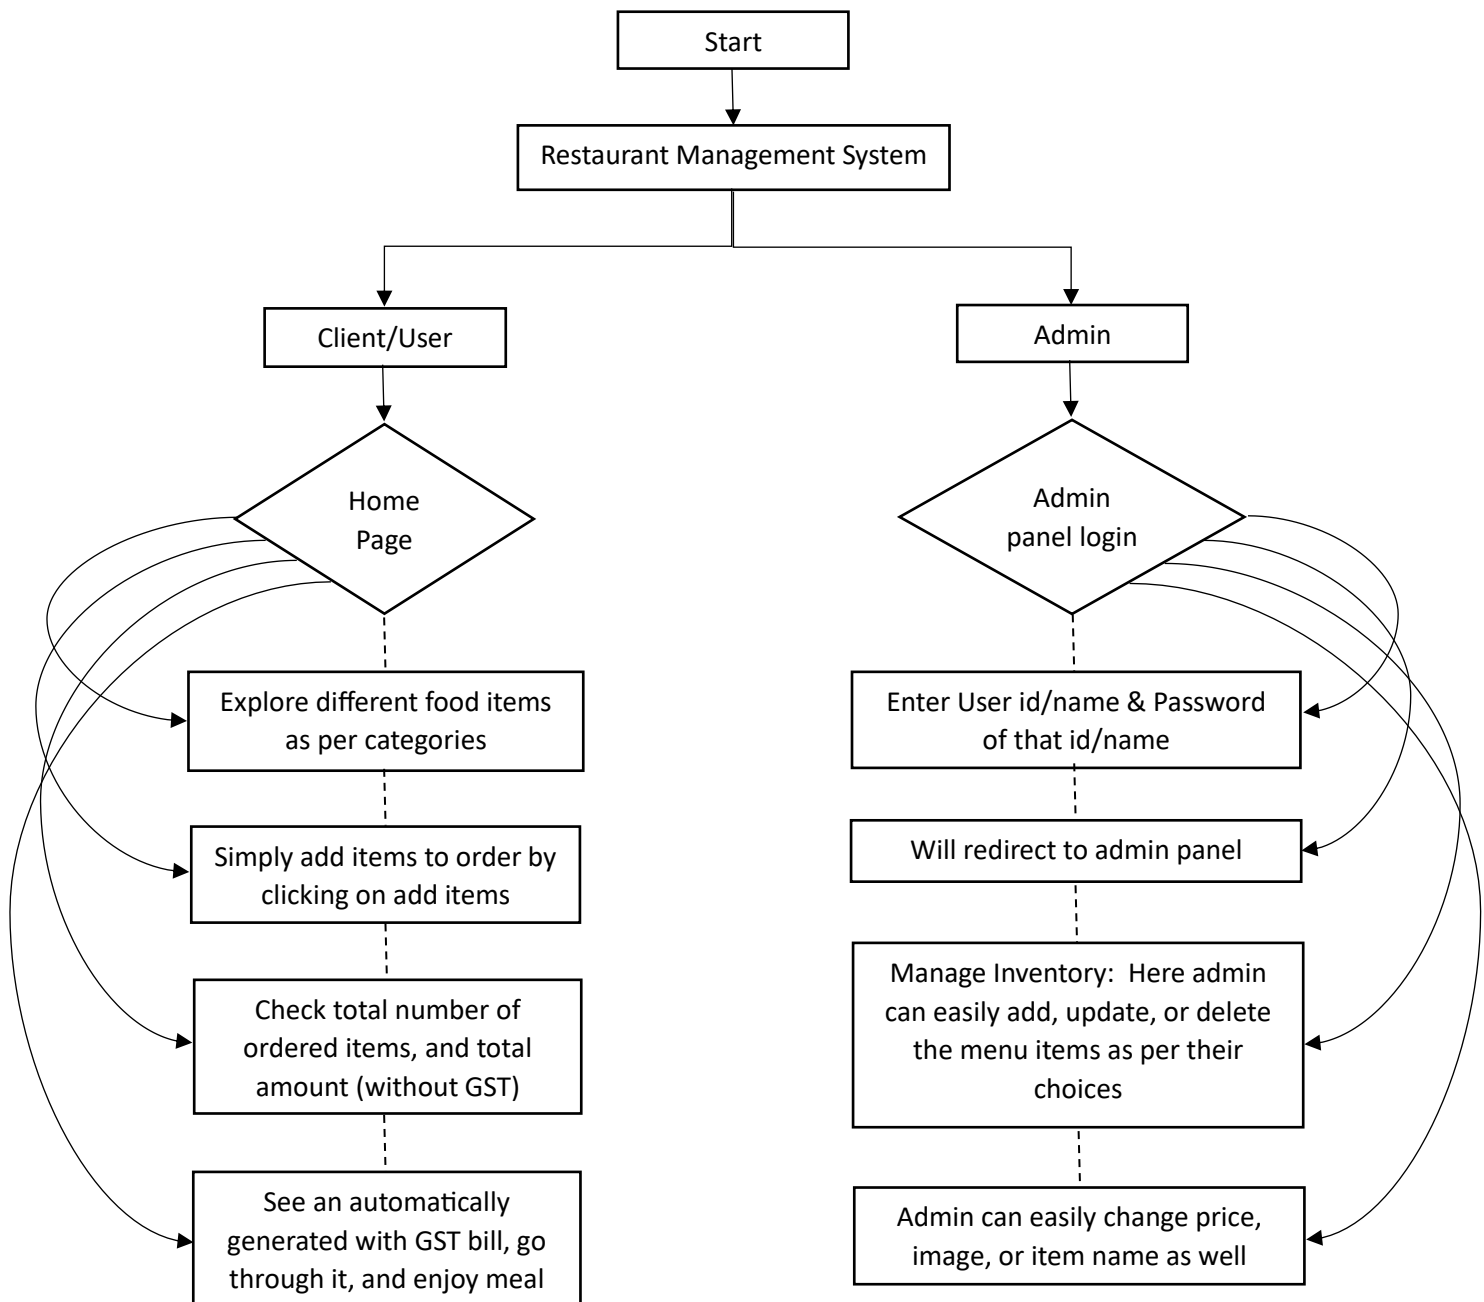 Start
Restaurant Management System
Client/User
Admin
Home
Page
Admin
panel login
Explore different food items
as per categories
Simply add items to order by
clicking on add items
Check total number of
ordered items, and total
amount (without GST)
See an automatically
generated with GST bill, go
through it, and enjoy meal
Enter User id/name & Password
of that id/name
Will redirect to admin panel
Manage Inventory:  Here admin
can easily add, update, or delete
the menu items as per their
choices
Admin can easily change price,
image, or item name as well